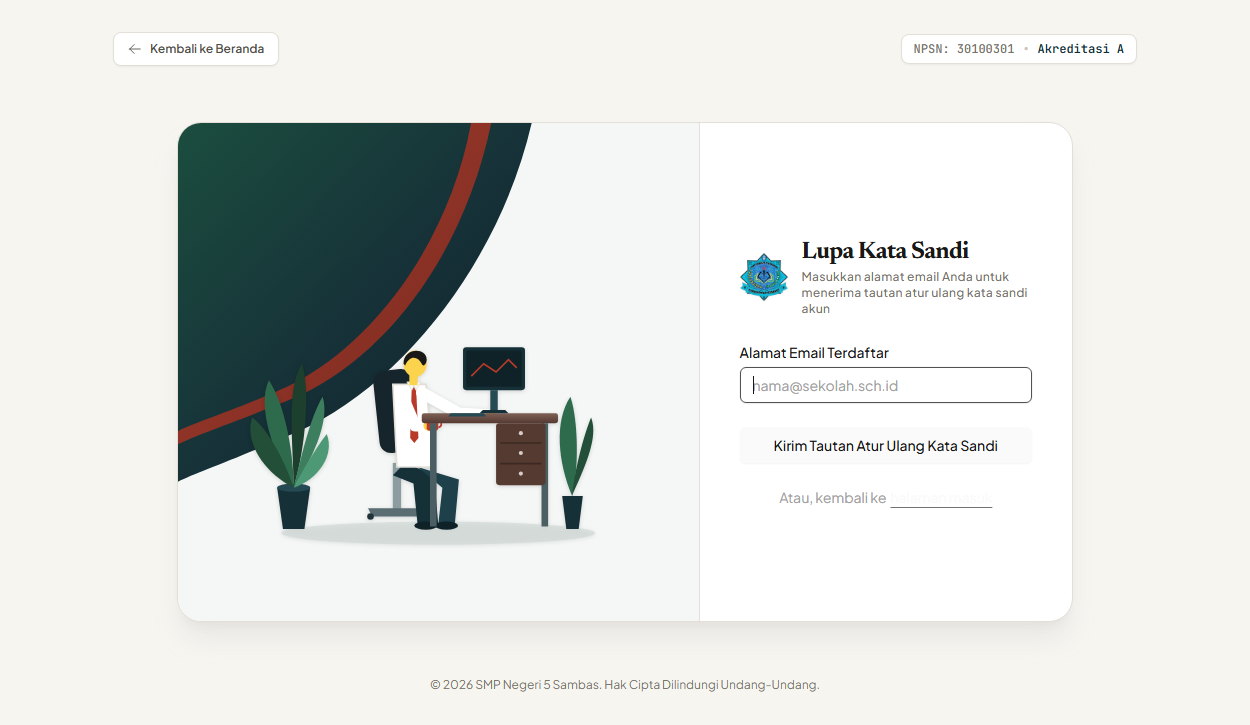 Kembali ke Beranda
NPSN: 30100301 • Akreditasi A
Lupa Kata Sandi
Masukkan alamat email Anda untuk
menerima tautan atur ulang kata sandi
akun
Alamat Email Terdaftar
nama@sekolah.sch.id
Kirim Tautan Atur Ulang Kata Sandi
Atau, kembali ke halaman masuk
© 2026 SMP Negeri 5 Sambas. Hak Cipta Dilindungi Undang-Undang.